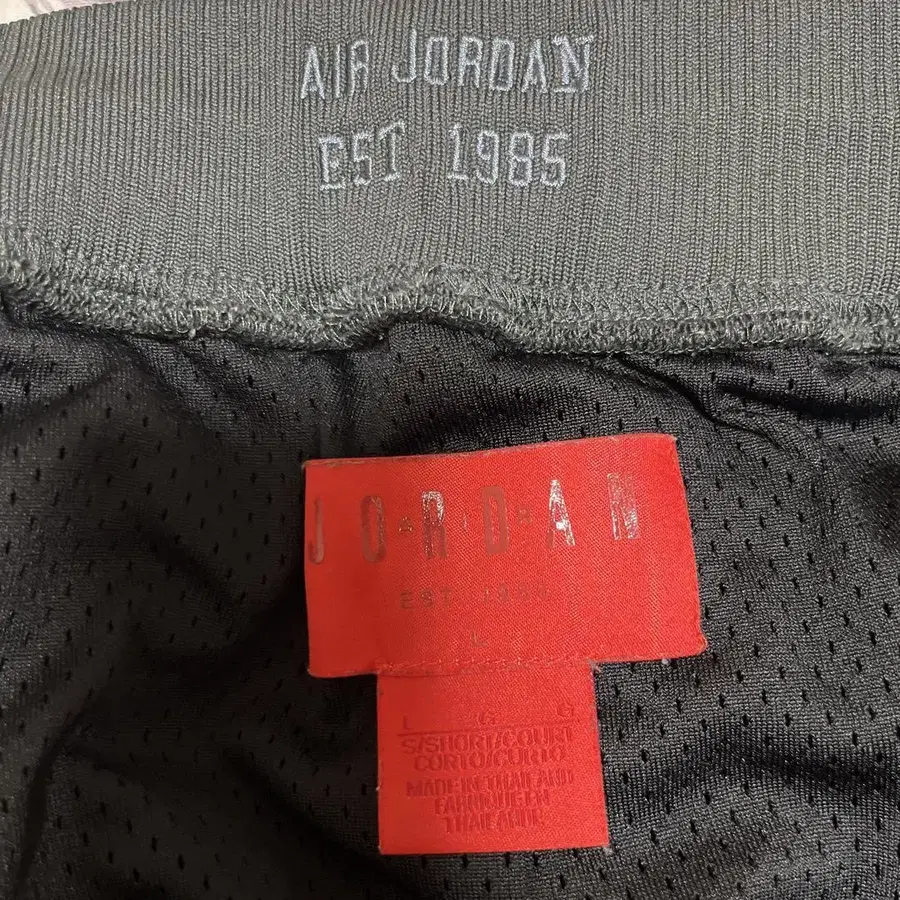 AIR JORDAN
EST 1985
JORDAN
EST 1985
L
L G G
S/SHORT/COURT
CORTO/CURTO
MADE IN THAILAND
FABRIQUE EN
THAILANDE